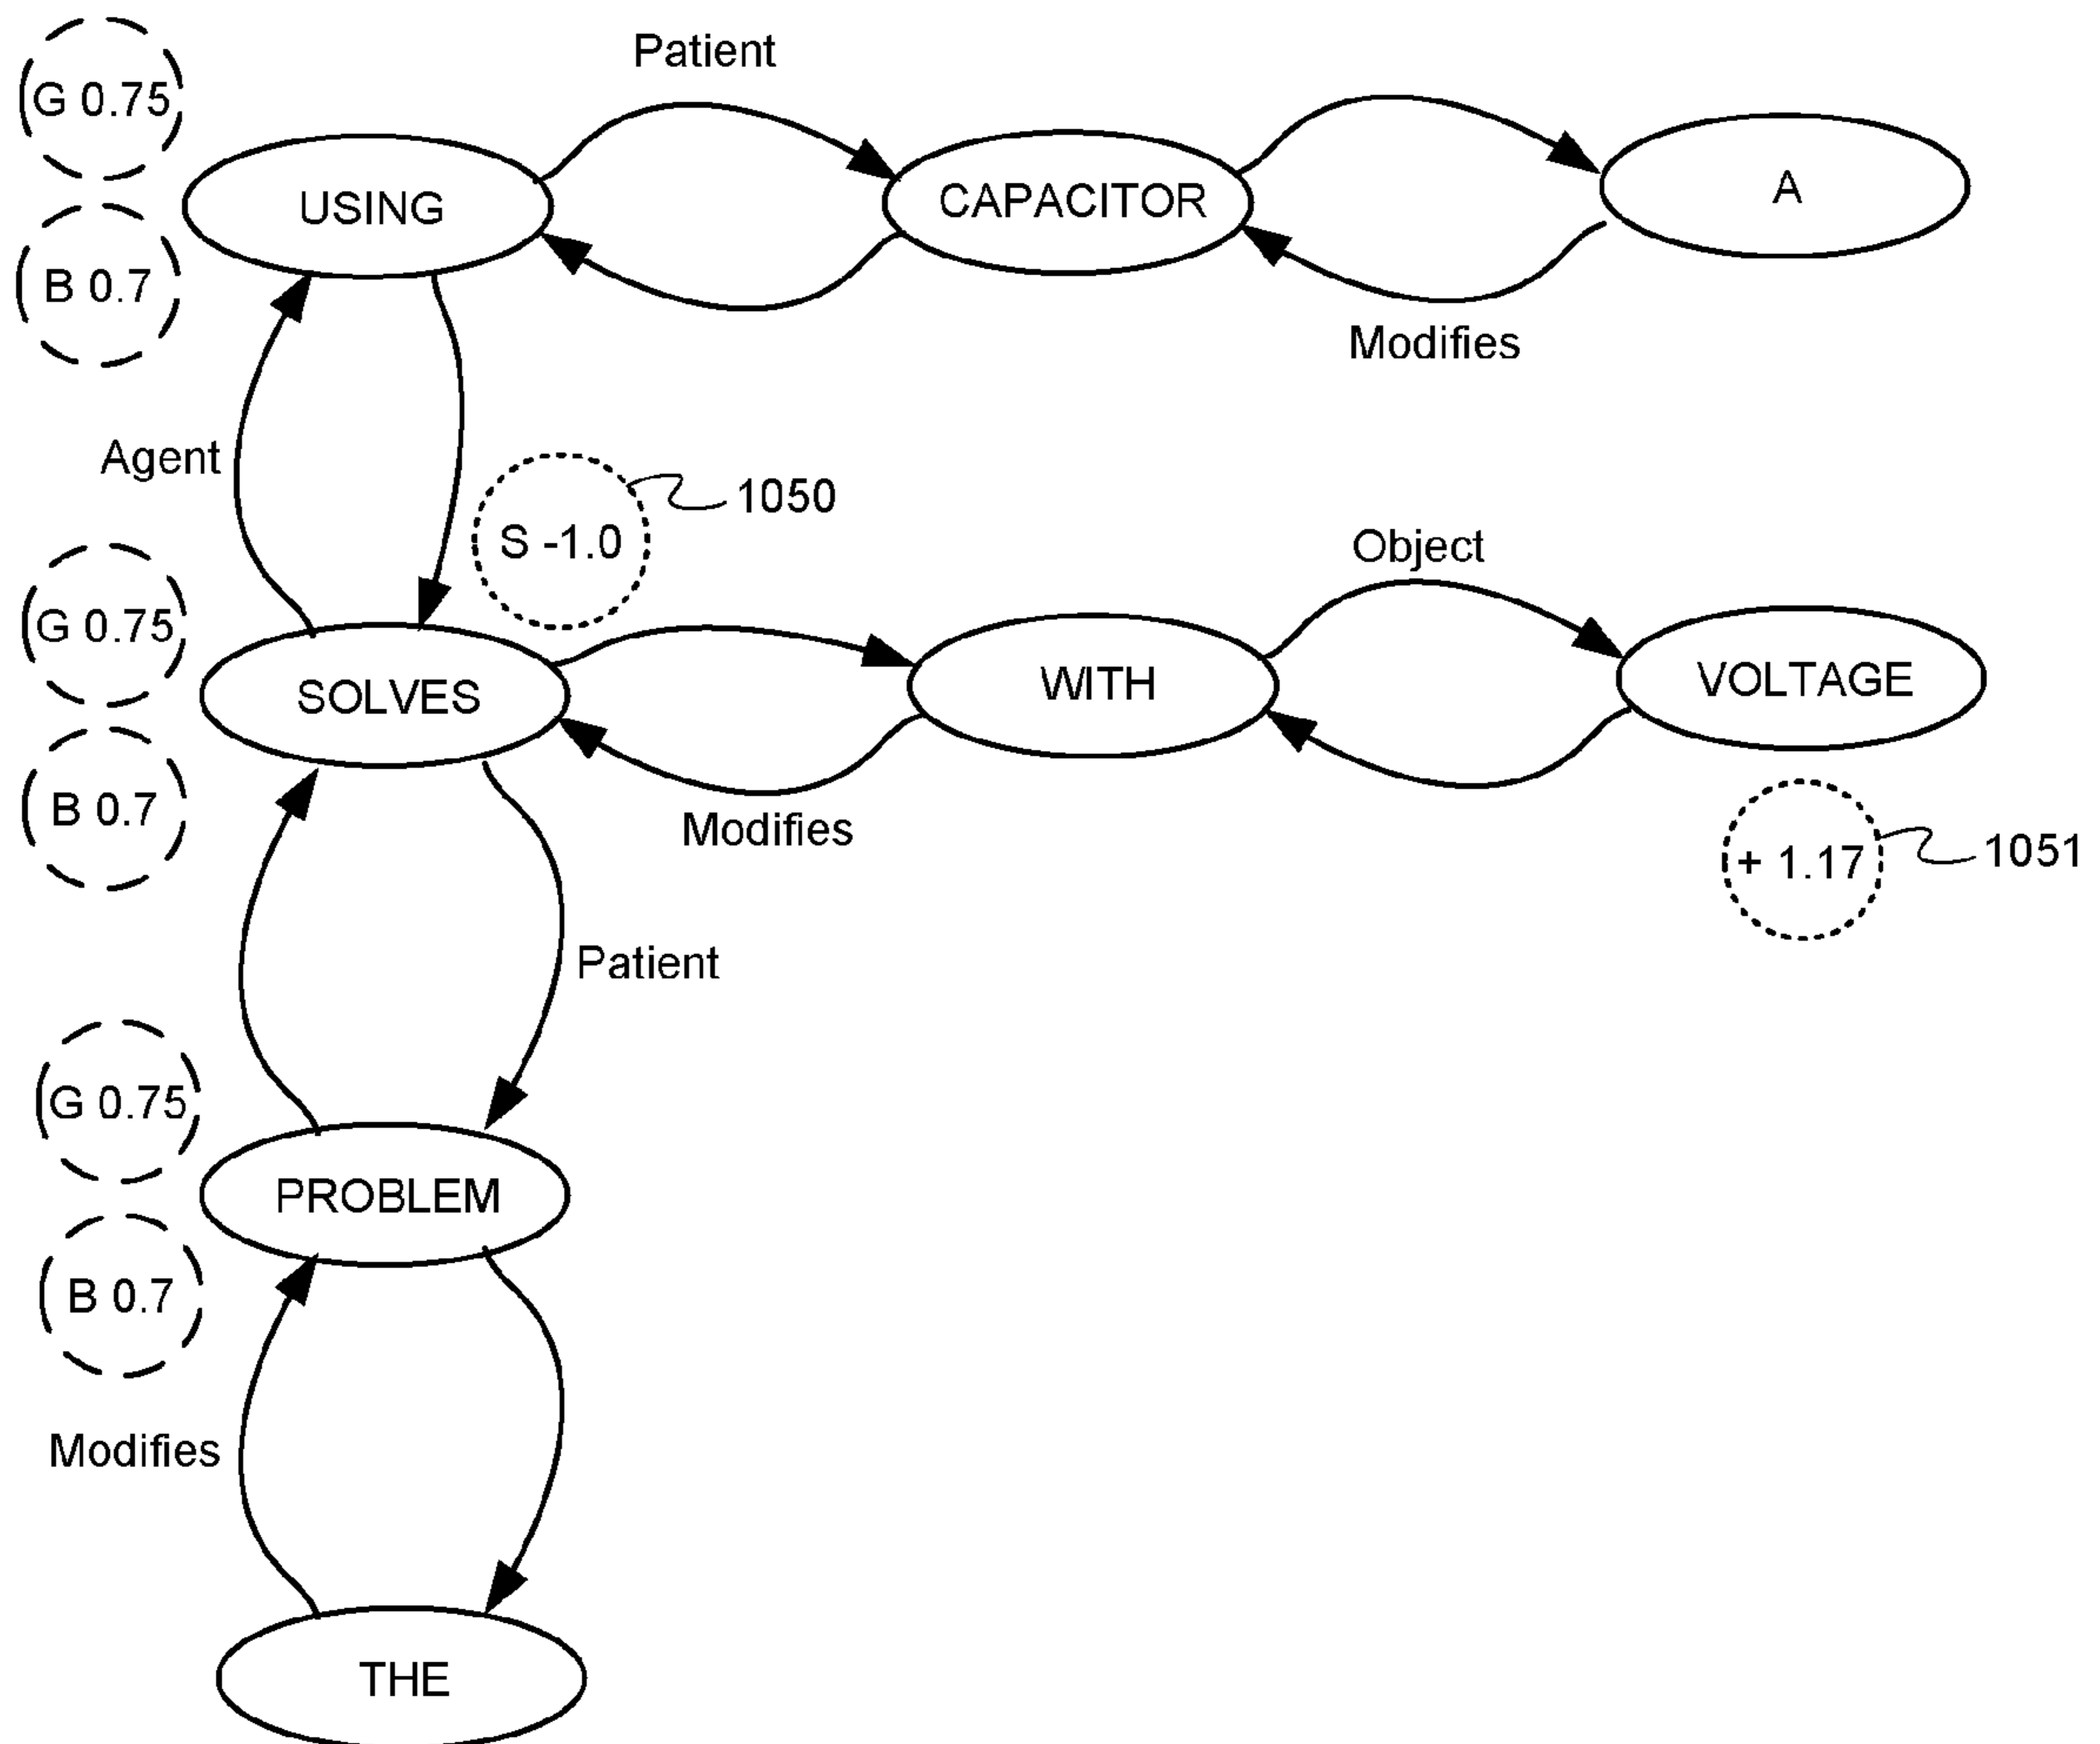 Patient
G 0.75
USING
CAPACITOR
A
B 0.7
Modifies
Agent
1050
S -1.0
Object
G 0.75
SOLVES
WITH
VOLTAGE
B 0.7
Modifies
+ 1.17
1051
Patient
G 0.75
PROBLEM
B 0.7
Modifies
THE